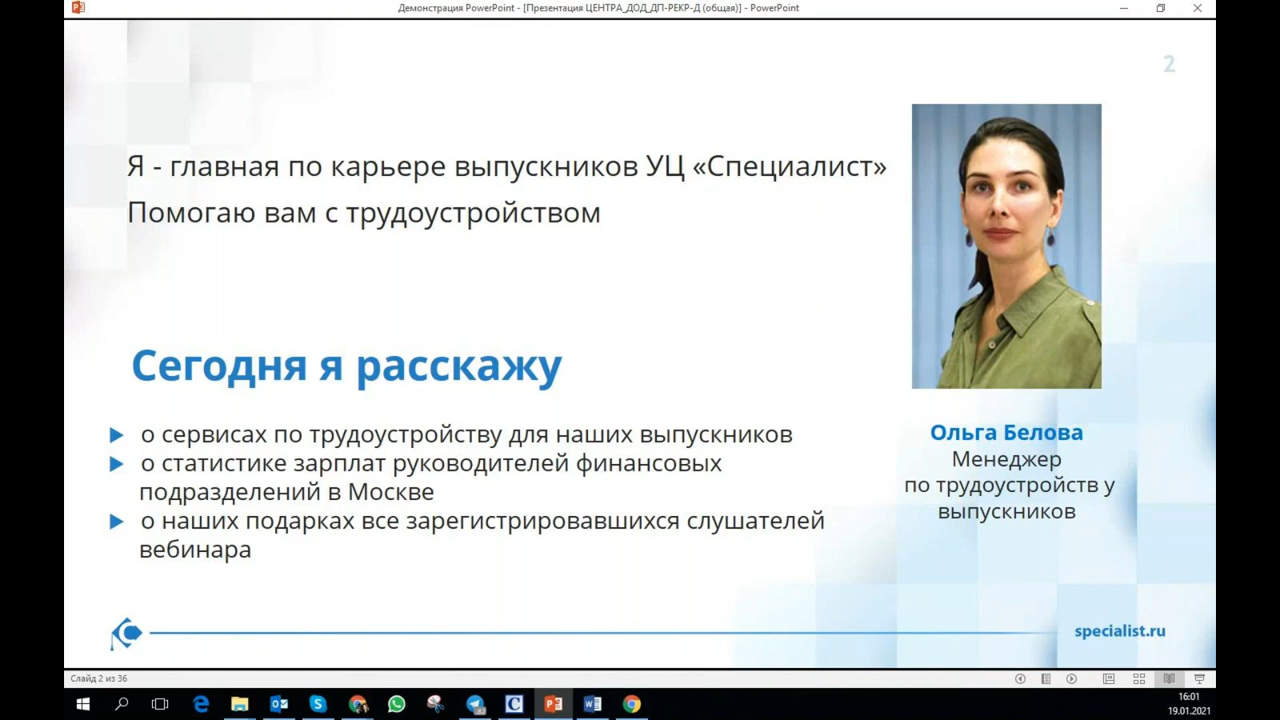 Демонстрация PowerPoint - [Презентация ЦЕНТРА_ДОД_ДП-РЕКР-Д (общая)] - PowerPoint
2
Я - главная по карьере выпускников УЦ «Специалист»
Помогаю вам с трудоустройством
Сегодня я расскажу
о сервисах по трудоустройству для наших выпускников
о статистике зарплат руководителей финансовых
подразделений в Москве
о наших подарках все зарегистрировавшихся слушателей
вебинара
Ольга Белова
Менеджер
по трудоустройств у
выпускников
specialist.ru
Слайд 2 из 36
16:01
19.01.2021